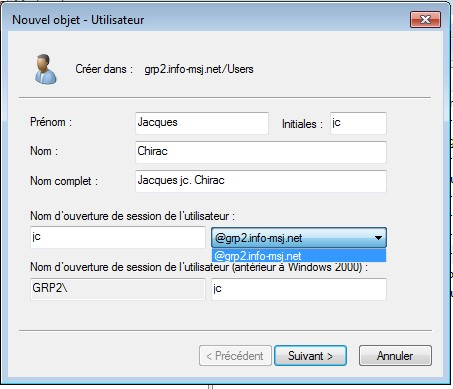 Nouvel objet - Utilisateur
Créer dans : grp2.info-msj.net/Users
Prénom : Jacques Initiales : jc
Nom : Chirac
Nom complet : Jacques jc. Chirac
Nom d'ouverture de session de l'utilisateur :
jc @grp2.info-msj.net
@grp2.info-msj.net
Nom d'ouverture de session de l'utilisateur (antérieur à Windows 2000) :
GRP2\ jc
< Précédent Suivant > Annuler